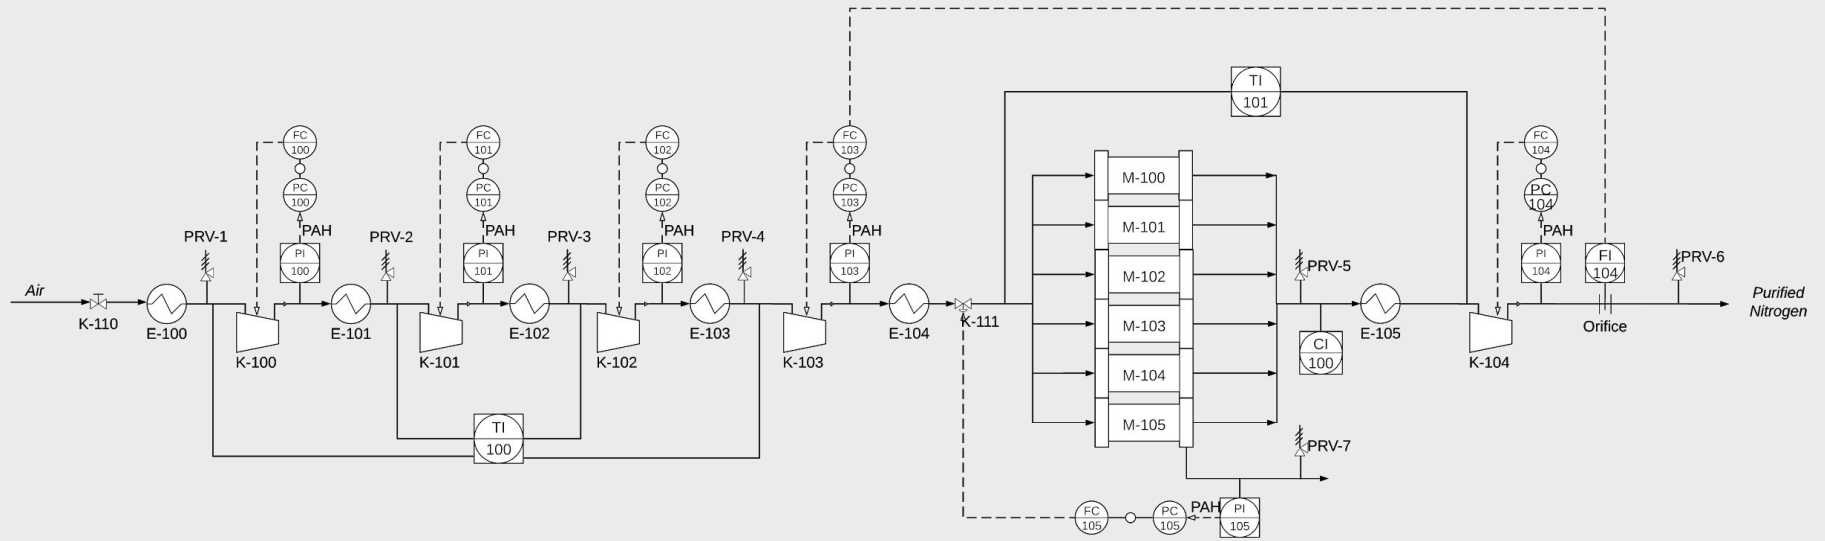 TI
101
FC
100
FC
101
FC
102
FC
103
FC
104
PC
100
PC
101
PC
102
PC
103
PC
104
M-100
M-101
M-102
M-103
M-104
M-105
PAH
PAH
PAH
PAH
PAH
PRV-1
PRV-2
PRV-3
PRV-4
PRV-5
PRV-6
PI
100
PI
101
PI
102
PI
103
PI
104
FI
104
Air
K-110
E-100
K-100
E-101
K-101
E-102
K-102
E-103
K-103
E-104
K-111
CI
100
E-105
K-104
Orifice
Purified
Nitrogen
TI
100
PRV-7
FC
105
PC
105
PAH
PI
105